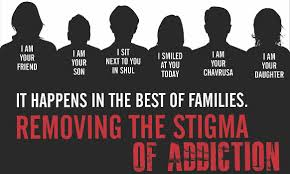 I AM
YOUR
FRIEND
I AM
YOUR
SON
I SIT
NEXT TO YOU
IN SHUL
I SMILED
AT YOU
TODAY
I AM
YOUR
CHAVRUSA
I AM
YOUR
DAUGHTER
IT HAPPENS IN THE BEST OF FAMILIES.
REMOVING THE STIGMA
OF ADDICTION